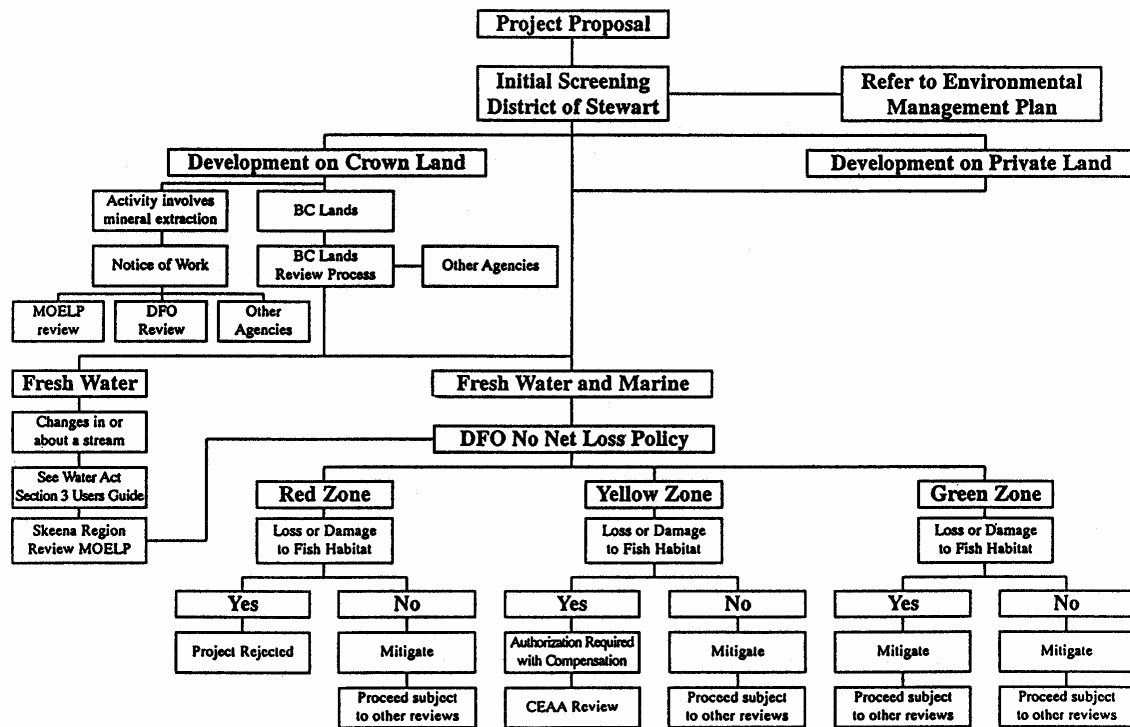 Project Proposal
Initial Screening
District of Stewart
Refer to Environmental
Management Plan
Development on Crown Land
Development on Private Land
Activity involves
mineral extraction
BC Lands
Notice of Work
BC Lands
Review Process
Other Agencies
MOELP
review
DFO
Review
Other
Agencies
Fresh Water
Fresh Water and Marine
Changes in or
about a stream
DFO No Net Loss Policy
See Water Act
Section 3 Users Guide
Skeena Region
Review MOELP
Red Zone
Yellow Zone
Green Zone
Loss or Damage
to Fish Habitat
Loss or Damage
to Fish Habitat
Loss or Damage
to Fish Habitat
Yes
No
Yes
No
Yes
No
Project Rejected
Mitigate
Authorization Required
with Compensation
Mitigate
Mitigate
Mitigate
Proceed subject
to other reviews
CEAA Review
Proceed subject
to other reviews
Proceed subject
to other reviews
Proceed subject
to other reviews